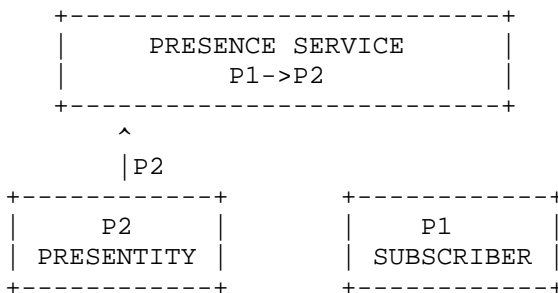 PRESENCE SERVICE
P1->P2
P2
P2 P1
PRESENTITY SUBSCRIBER